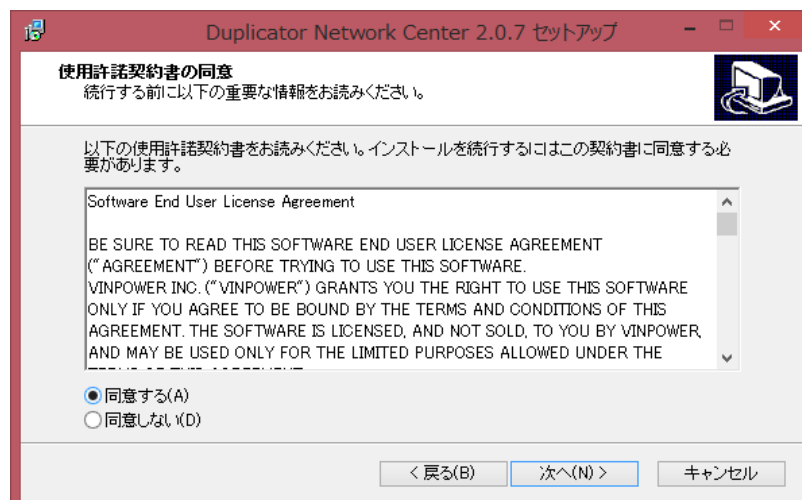 Duplicator Network Center 2.0.7 セットアップ
使用許諾契約書の同意
続行する前に以下の重要な情報をお読みください。
以下の使用許諾契約書をお読みください。インストールを続行するにはこの契約書に同意する必
要があります。
Software End User License Agreement
BE SURE TO READ THIS SOFTWARE END USER LICENSE AGREEMENT
("AGREEMENT") BEFORE TRYING TO USE THIS SOFTWARE.
VINPOWER INC. ("VINPOWER") GRANTS YOU THE RIGHT TO USE THIS SOFTWARE
ONLY IF YOU AGREE TO BE BOUND BY THE TERMS AND CONDITIONS OF THIS
AGREEMENT. THE SOFTWARE IS LICENSED, AND NOT SOLD, TO YOU BY VINPOWER,
AND MAY BE USED ONLY FOR THE LIMITED PURPOSES ALLOWED UNDER THE
同意する(A)
同意しない(D)
< 戻る(B)
次へ(N) >
キャンセル